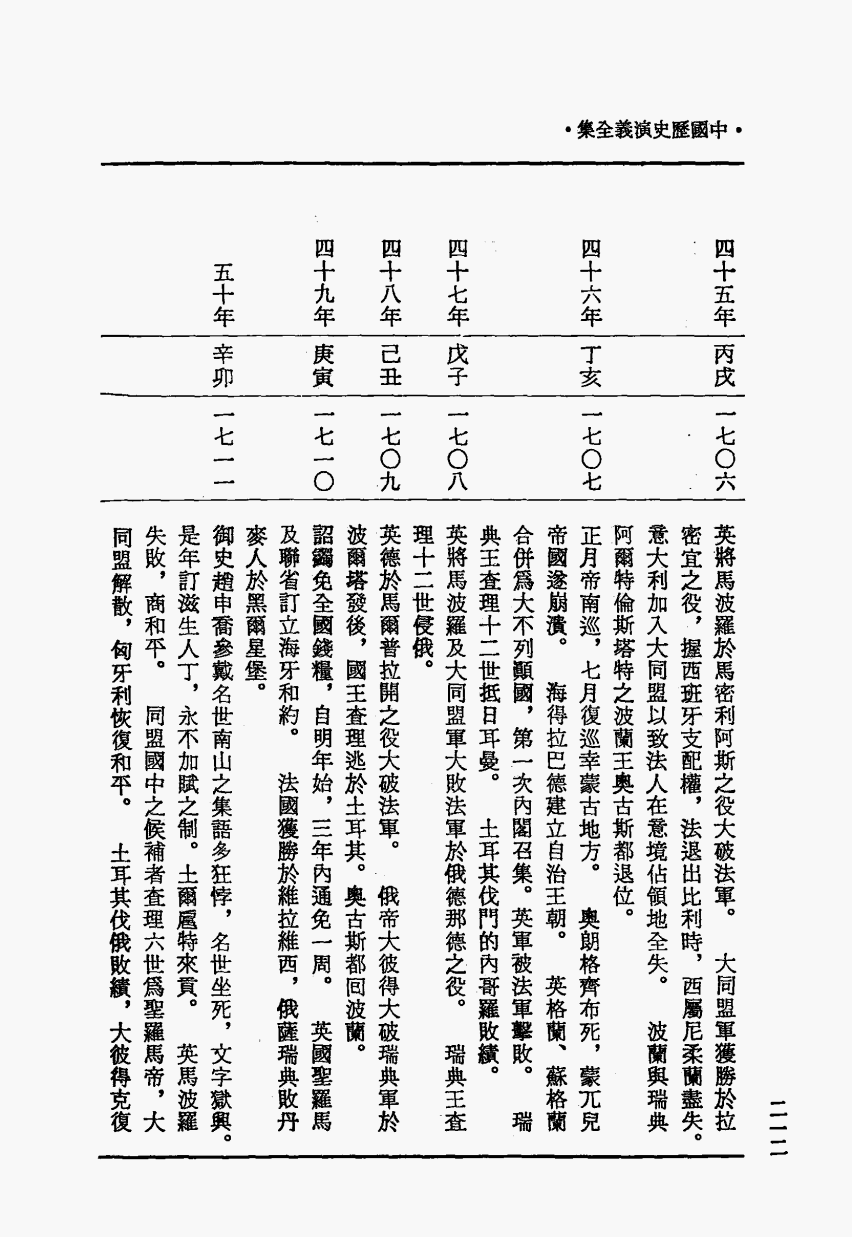 •中國歷史演義全集•
四十五年 丙戌 一七〇六 英將馬波羅於馬密利阿斯之役大破法軍。 大同盟軍獲勝於拉
密宜之役，握西班牙支配權，法退出比利時，西屬尼柔蘭盡失。
意大利加入大同盟以致法人在意境佔領地全失。 波蘭與瑞典
阿爾特倫斯塔特之波蘭王奧古斯都退位。
四十六年 丁亥 一七〇七 正月帝南巡，七月復巡幸蒙古地方。 奧朗格齊布死，蒙兀兒
帝國遂崩潰。 海得拉巴德建立自治王朝。 英格蘭、蘇格蘭
合併爲大不列顚國，第一次內閣召集。英軍被法軍擊敗。 瑞
典王查理十二世抵日耳曼。 土耳其伐門的內哥羅敗績。
四十七年 戊子 一七〇八 英將馬波羅及大同盟軍大敗法軍於俄德那德之役。 瑞典王查
理十二世侵俄。
四十八年 己丑 一七〇九 英德於馬爾普拉開之役大破法軍。 俄帝大彼得大破瑞典軍於
波爾塔發後，國王查理逃於土耳其。奧古斯都回波蘭。
四十九年 庚寅 一七一〇 詔蠲免全國錢糧，自明年始，三年內通免一周。 英國聖羅馬
及聯省訂立海牙和約。 法國獲勝於維拉維西，俄薩瑞典敗丹
麥人於黑爾星堡。
五十年 辛卯 一七一一 御史趙申喬參戴名世南山之集語多狂悖，名世坐死，文字獄興。
是年訂滋生人丁，永不加賦之制。土爾扈特來貢。 英馬波羅
失敗，商和平。 同盟國中之候補者查理六世爲聖羅馬帝，大
同盟解散，匈牙利恢復和平。 土耳其伐俄敗績，大彼得克復
二一二